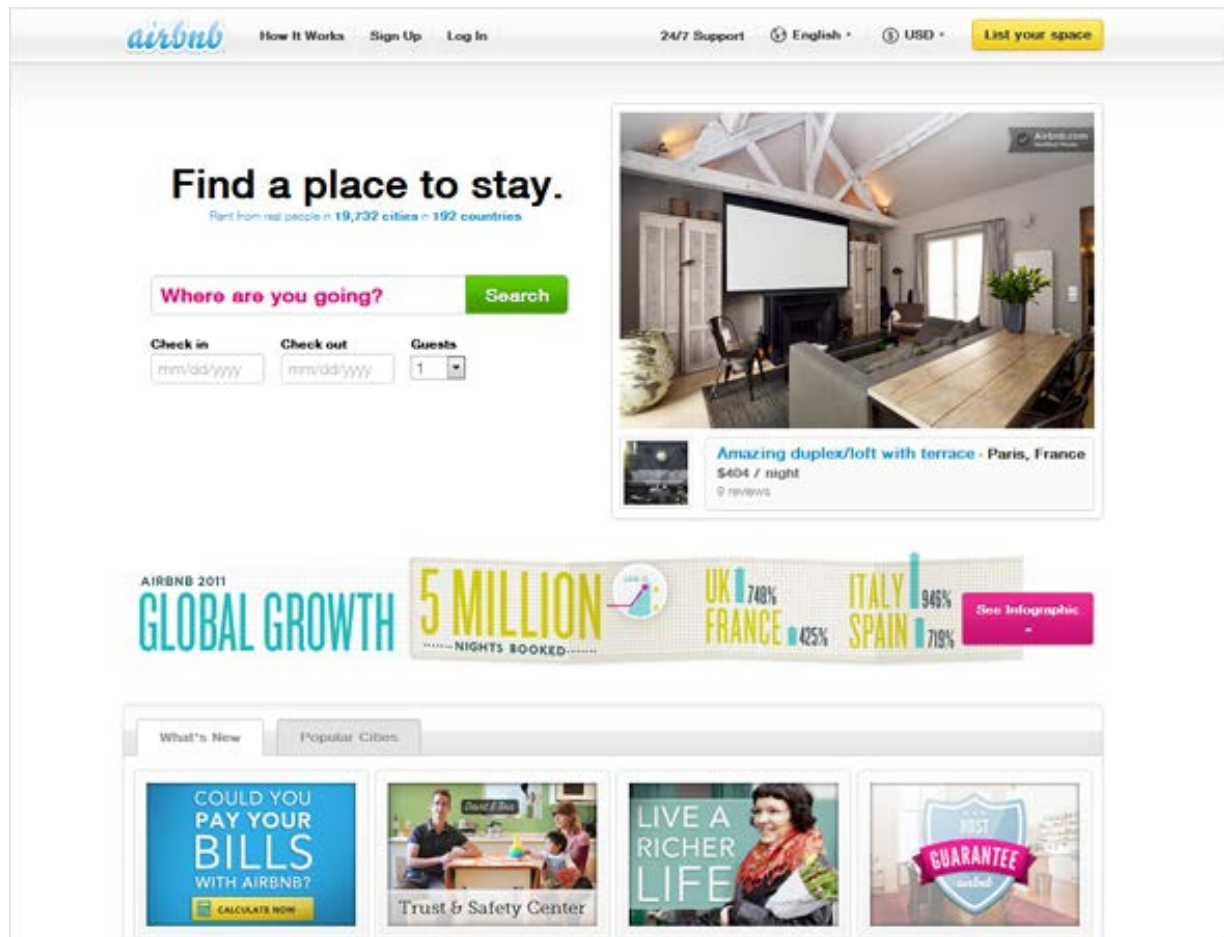 airbnb How It Works Sign Up Log In 24/7 Support English USD List your space
Find a place to stay.
Rent from real people in 19,732 cities in 192 countries
Where are you going? Search
Check in Check out Guests
mm/dd/yyyy mm/dd/yyyy 1
Airbnb.com
Amazing duplex/loft with terrace - Paris, France
$404 / night
9 reviews
AIRBNB 2011
GLOBAL GROWTH
5 MILLION
NIGHTS BOOKED
UK 748%
FRANCE 425%
ITALY 946%
SPAIN 719%
See Infographic
What's New Popular Cities
COULD YOU
PAY YOUR
BILLS
WITH AIRBNB?
CALCULATE NOW
Trust & Safety Center
LIVE A
RICHER
LIFE
HOST
GUARANTEE
airbnb